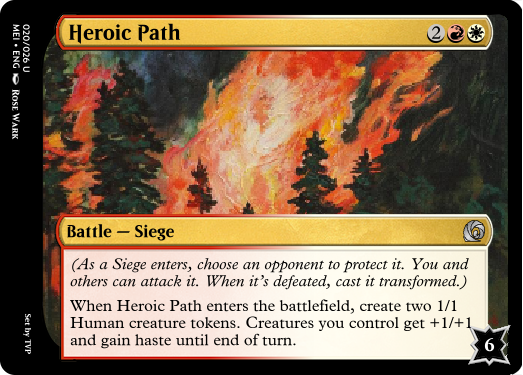 Heroic Path
2
Battle — Siege
(As a Siege enters, choose an opponent to protect it. You and
others can attack it. When it's defeated, cast it transformed.)
When Heroic Path enters the battlefield, create two 1/1
Human creature tokens. Creatures you control get +1/+1
and gain haste until end of turn.
6
020/026 U
MEI • ENG ROSE WARK
Set by TVP